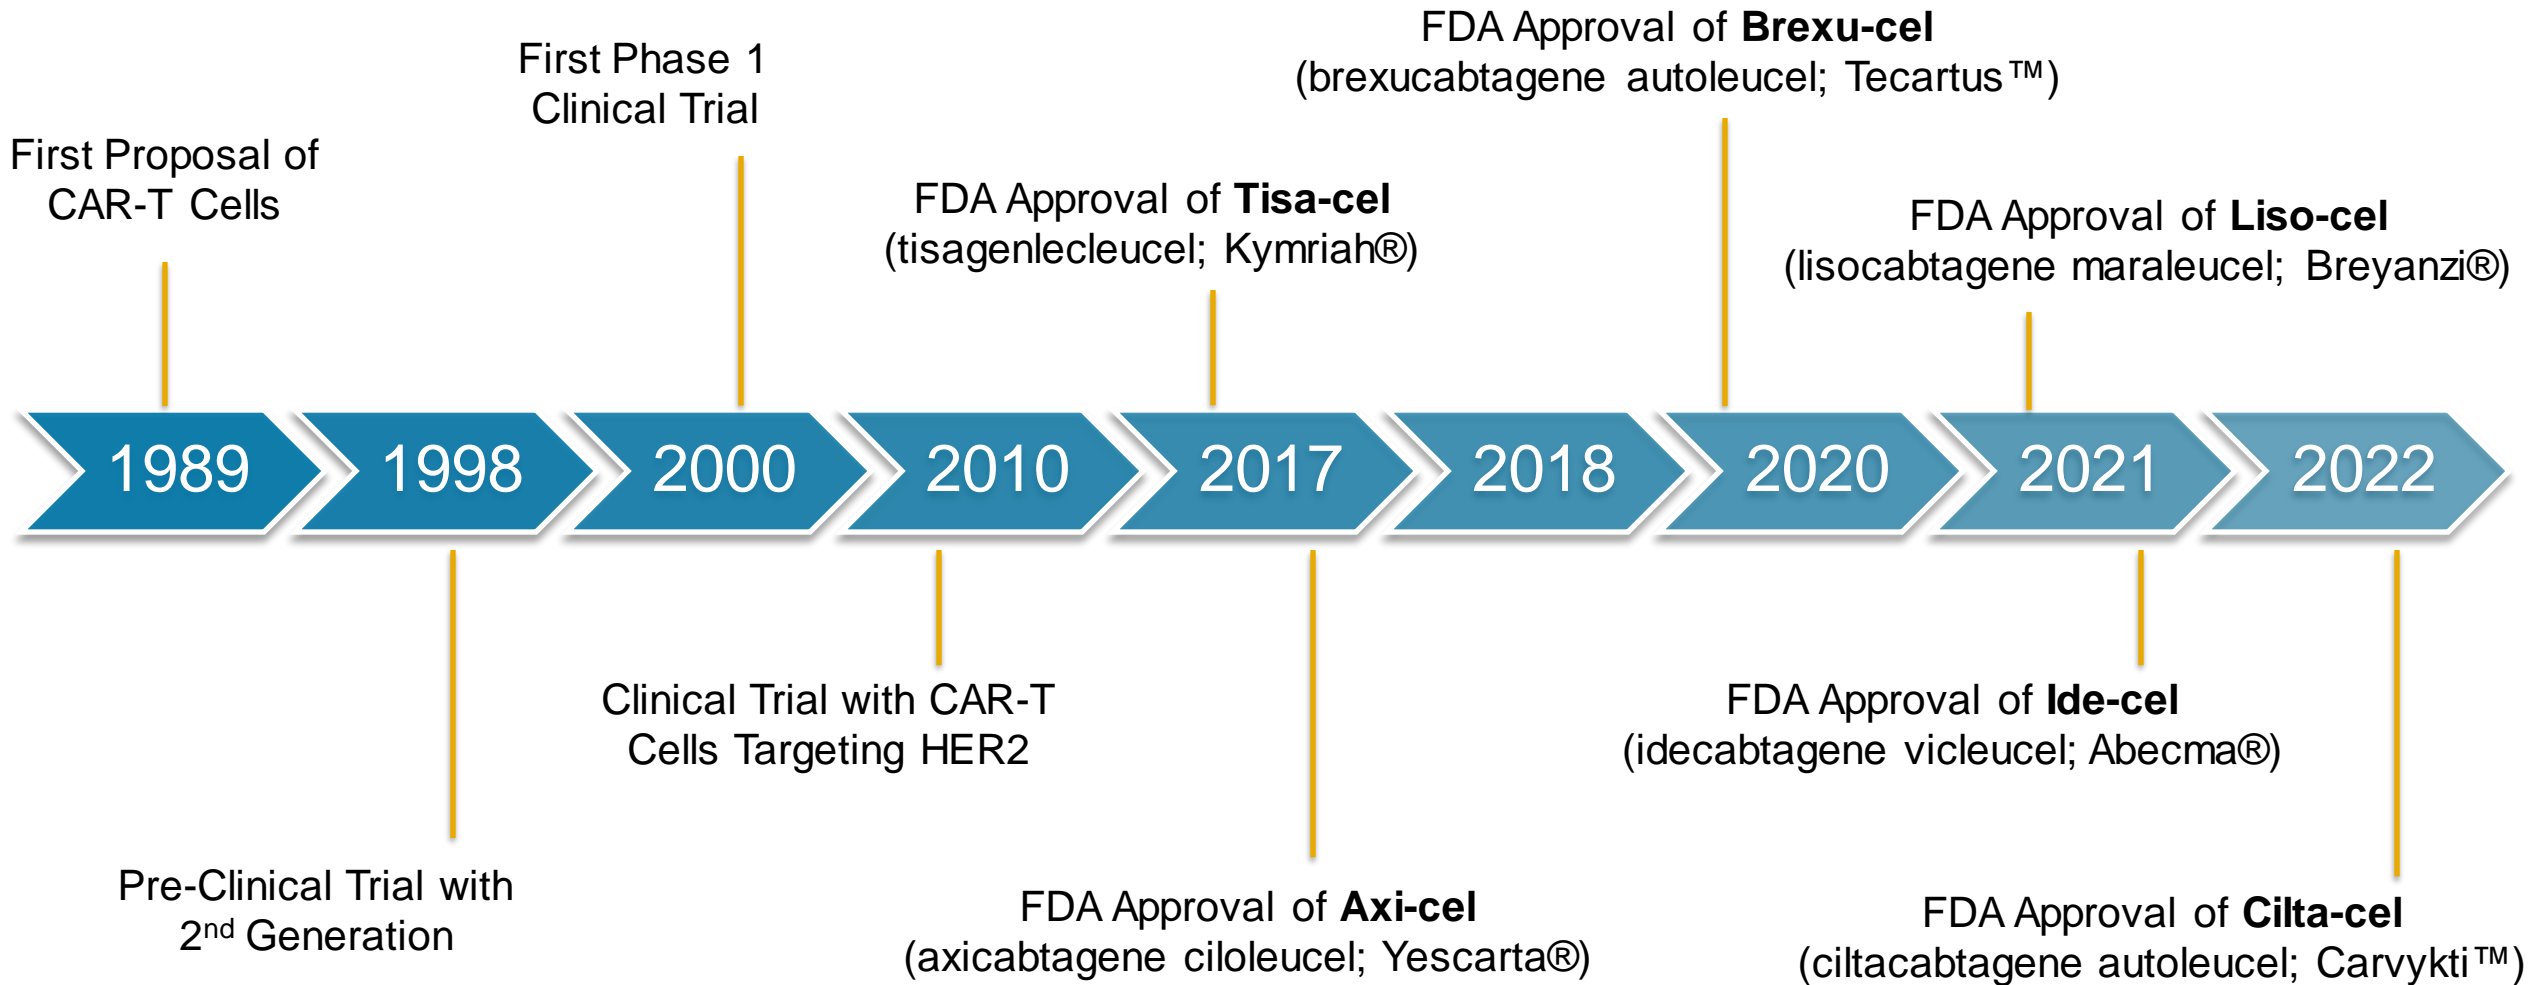 FDA Approval of Brexu-cel
(brexucabtagene autoleucel; Tecartus™)
First Phase 1
Clinical Trial
First Proposal of
CAR-T Cells
FDA Approval of Tisa-cel
(tisagenlecleucel; Kymriah®)
FDA Approval of Liso-cel
(lisocabtagene maraleucel; Breyanzi®)
1989
1998
2000
2010
2017
2018
2020
2021
2022
Clinical Trial with CAR-T
Cells Targeting HER2
FDA Approval of Ide-cel
(idecabtagene vicleucel; Abecma®)
Pre-Clinical Trial with
2nd Generation
FDA Approval of Axi-cel
(axicabtagene ciloleucel; Yescarta®)
FDA Approval of Cilta-cel
(ciltacabtagene autoleucel; Carvykti™)